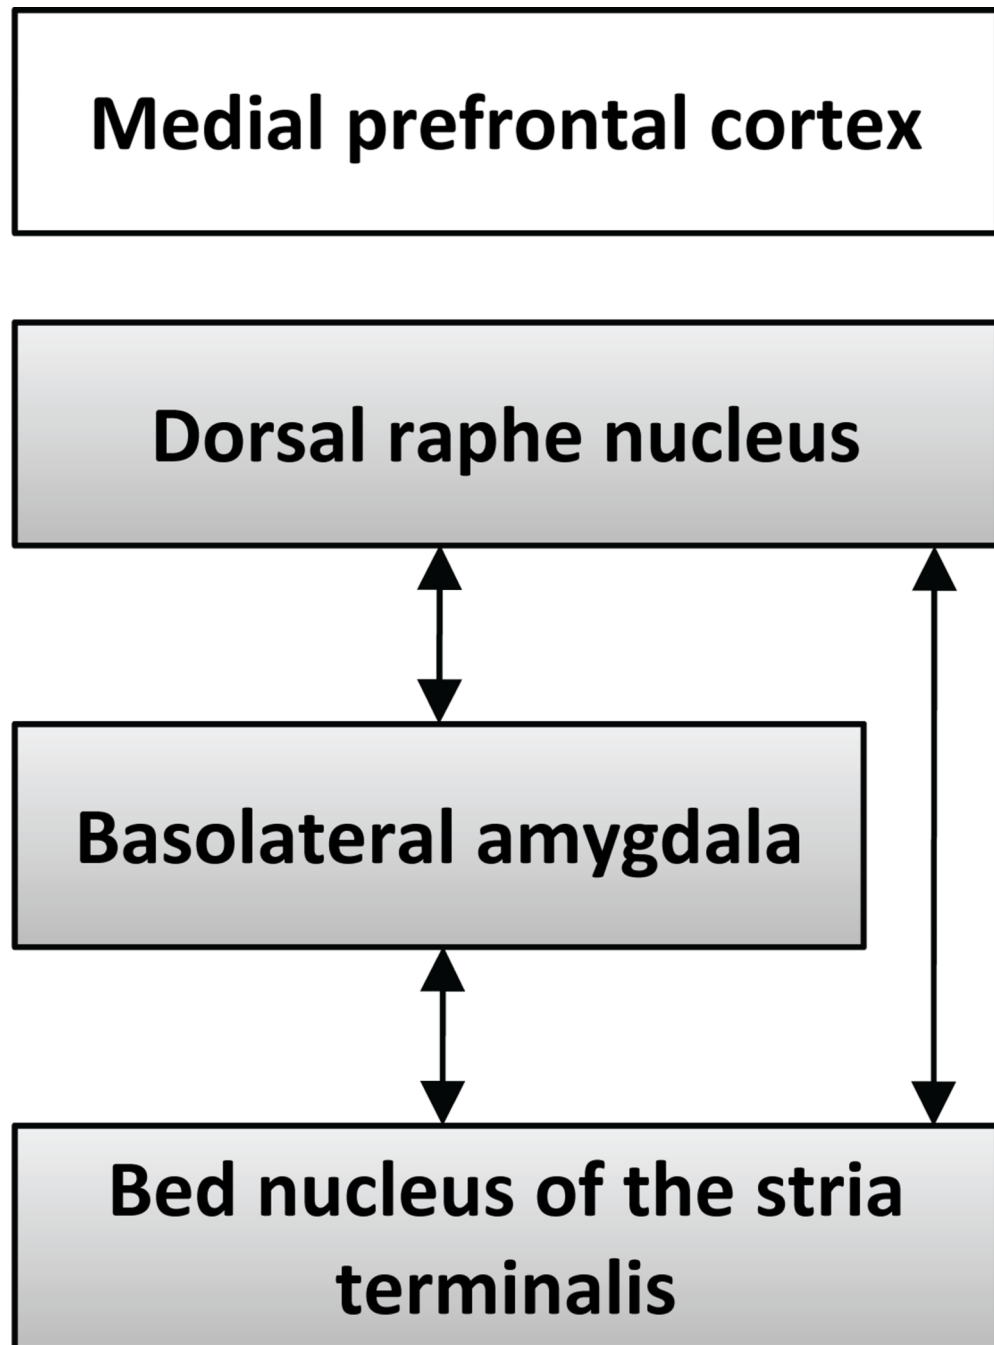 Medial prefrontal cortex
Dorsal raphe nucleus
Basolateral amygdala
Bed nucleus of the stria
terminalis